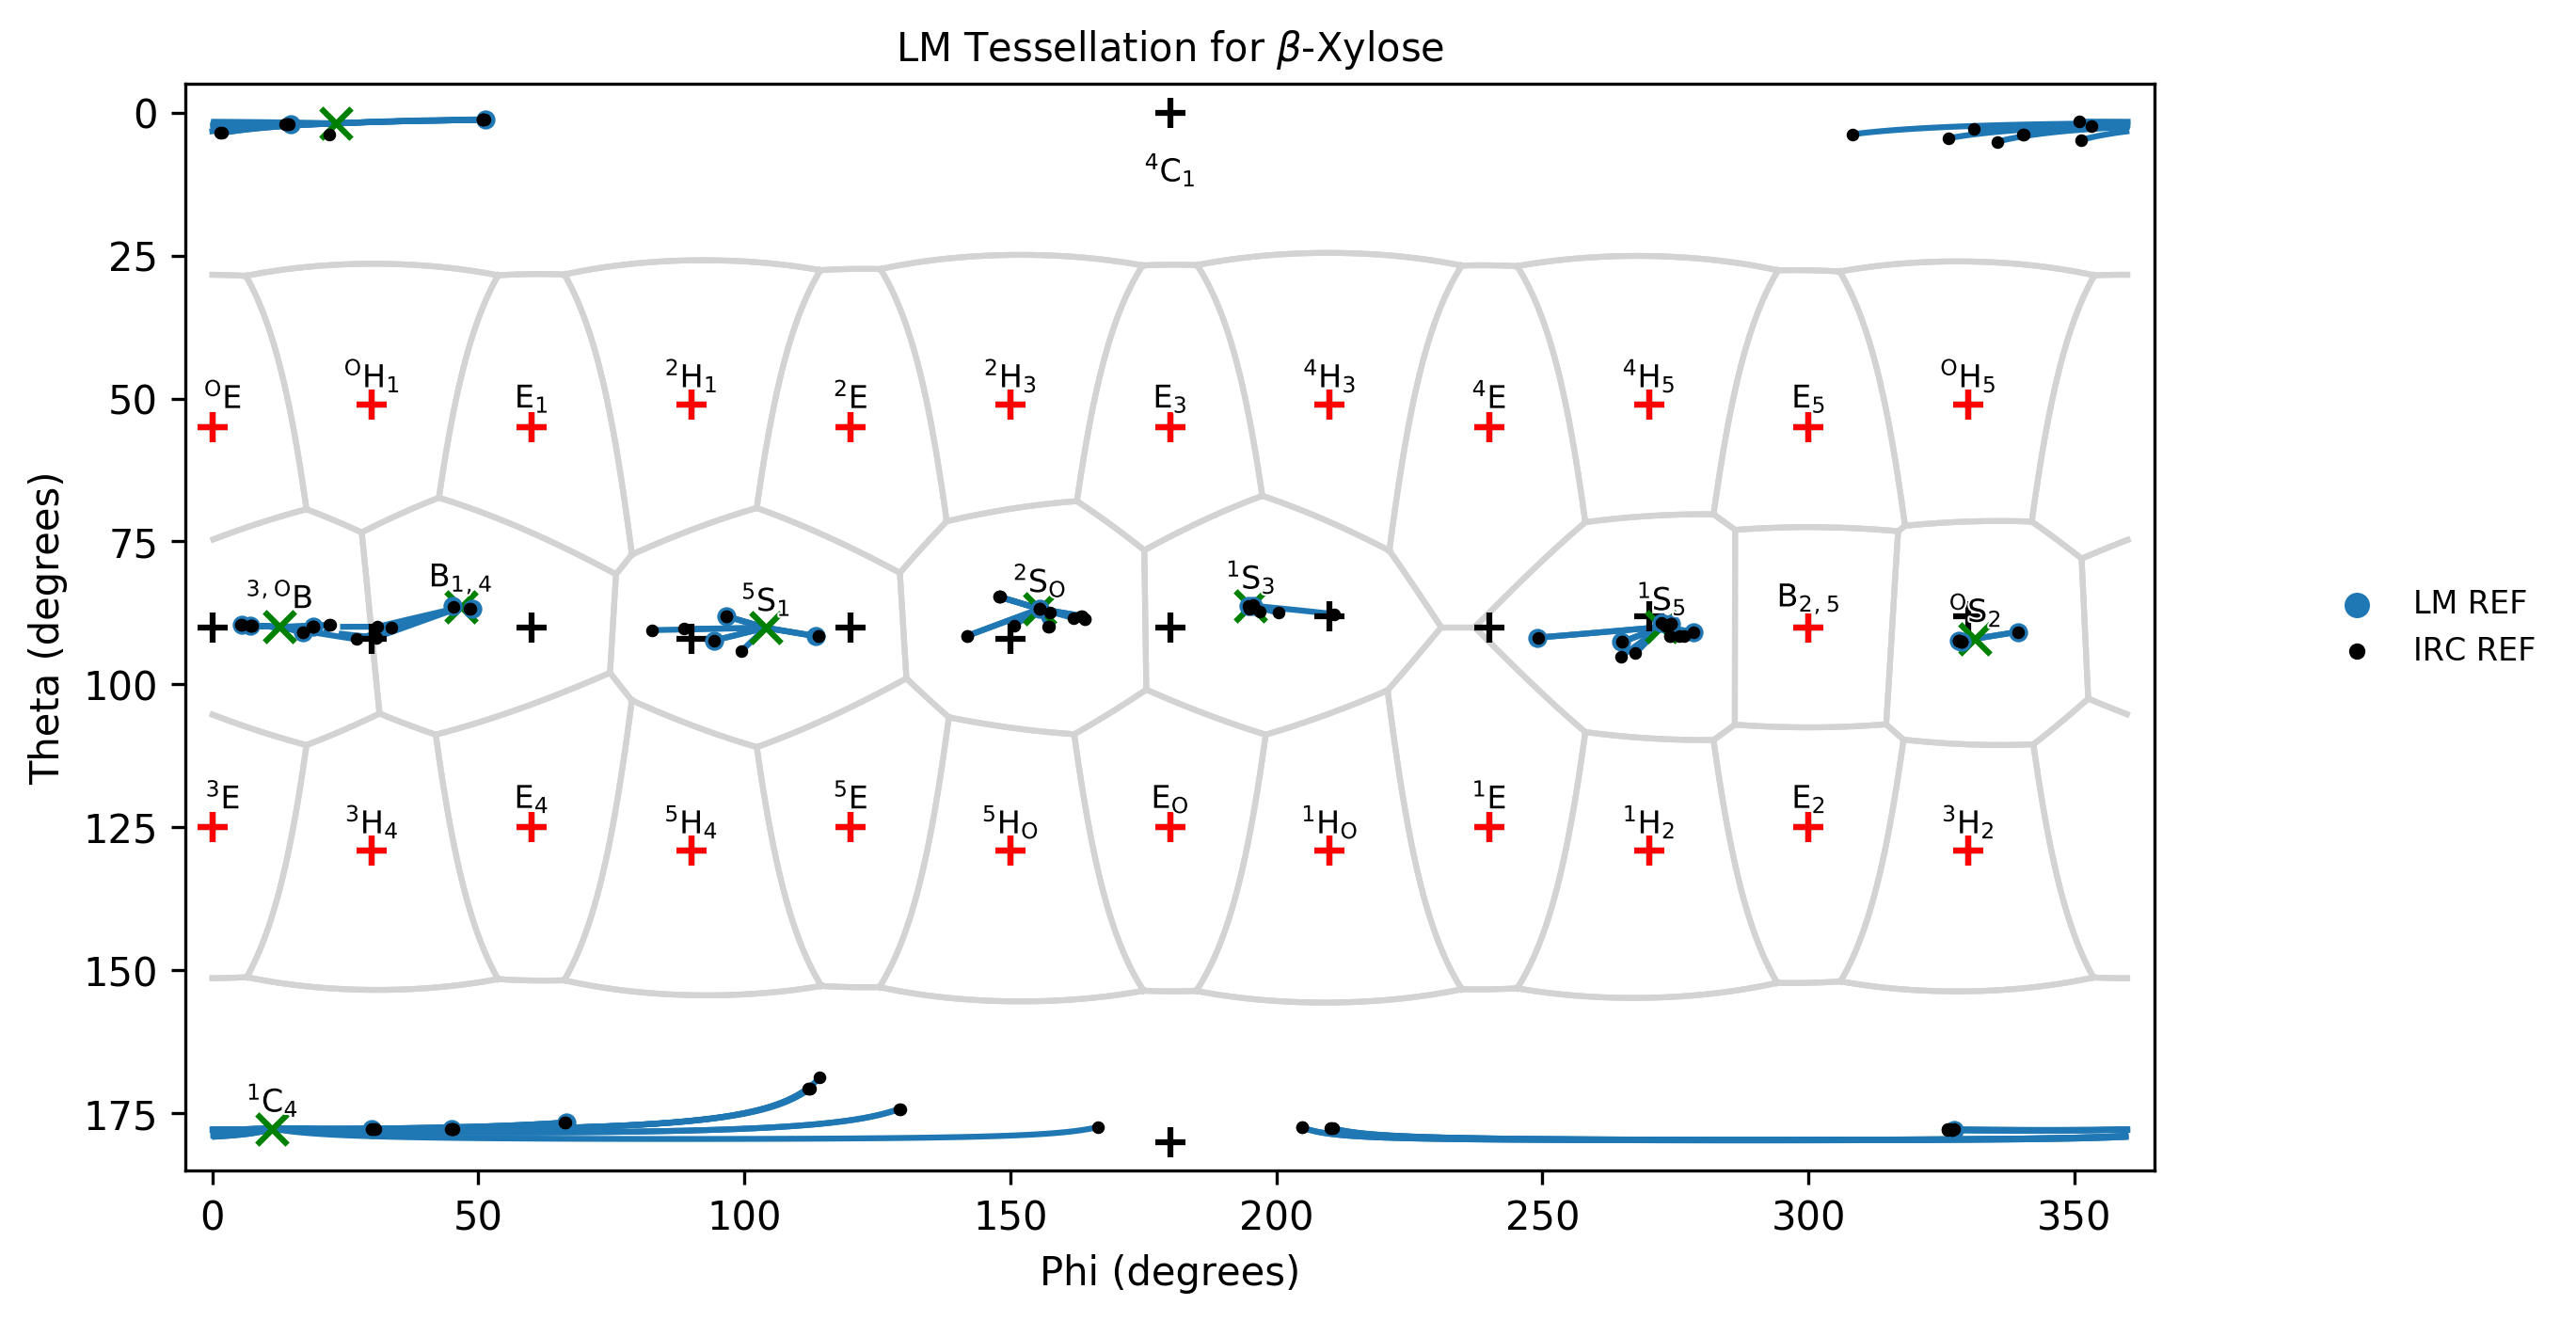 LM Tessellation for β-Xylose
Theta (degrees)
0
25
50
75
100
125
150
175
⁴C₁
ᴼE ᴼH₁ E₁ ²H₁ ²E ²H₃ E₃ ⁴H₃ ⁴E ⁴H₅ E₅ ᴼH₅
³,ᴼB B₁,₄ ⁵S₁ ²Sₒ ¹S₃ ¹S₅ B₂,₅ ᴼS₂
³E ³H₄ E₄ ⁵H₄ ⁵E ⁵Hₒ Eₒ ¹Hₒ ¹E ¹H₂ E₂ ³H₂
¹C₄
0 50 100 150 200 250 300 350
Phi (degrees)
LM REF
IRC REF